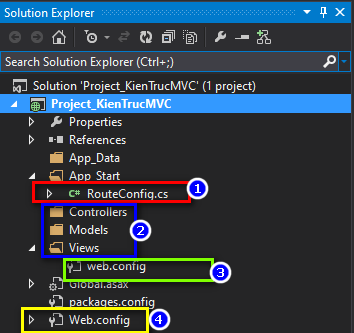 Solution Explorer
Search Solution Explorer (Ctrl+;)
Solution 'Project_KienTrucMVC' (1 project)
Project_KienTrucMVC
Properties
References
App_Data
App_Start
C# RouteConfig.cs 1
Controllers
Models 2
Views
web.config 3
Global.asax
packages.config
Web.config 4